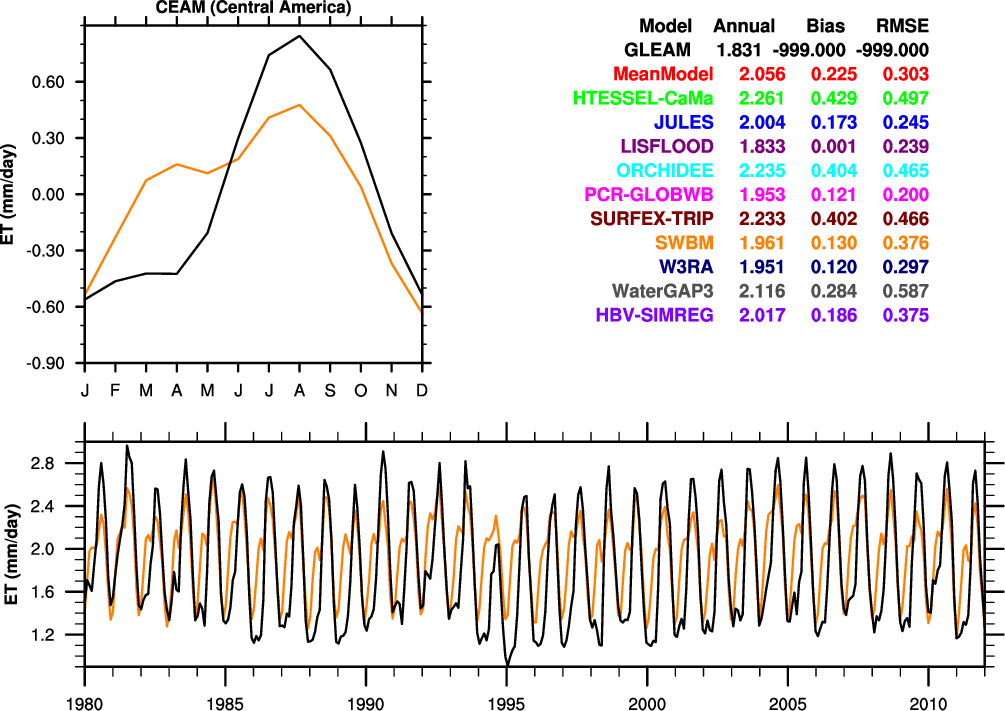 CEAM (Central America)
ET (mm/day)
0.60
0.30
0.00
-0.30
-0.60
-0.90
J F M A M J J A S O N D
Model Annual Bias RMSE
GLEAM 1.831 -999.000 -999.000
MeanModel 2.056 0.225 0.303
HTESSEL-CaMa 2.261 0.429 0.497
JULES 2.004 0.173 0.245
LISFLOOD 1.833 0.001 0.239
ORCHIDEE 2.235 0.404 0.465
PCR-GLOBWB 1.953 0.121 0.200
SURFEX-TRIP 2.233 0.402 0.466
SWBM 1.961 0.130 0.376
W3RA 1.951 0.120 0.297
WaterGAP3 2.116 0.284 0.587
HBV-SIMREG 2.017 0.186 0.375
ET (mm/day)
2.8
2.4
2.0
1.6
1.2
1980 1985 1990 1995 2000 2005 2010